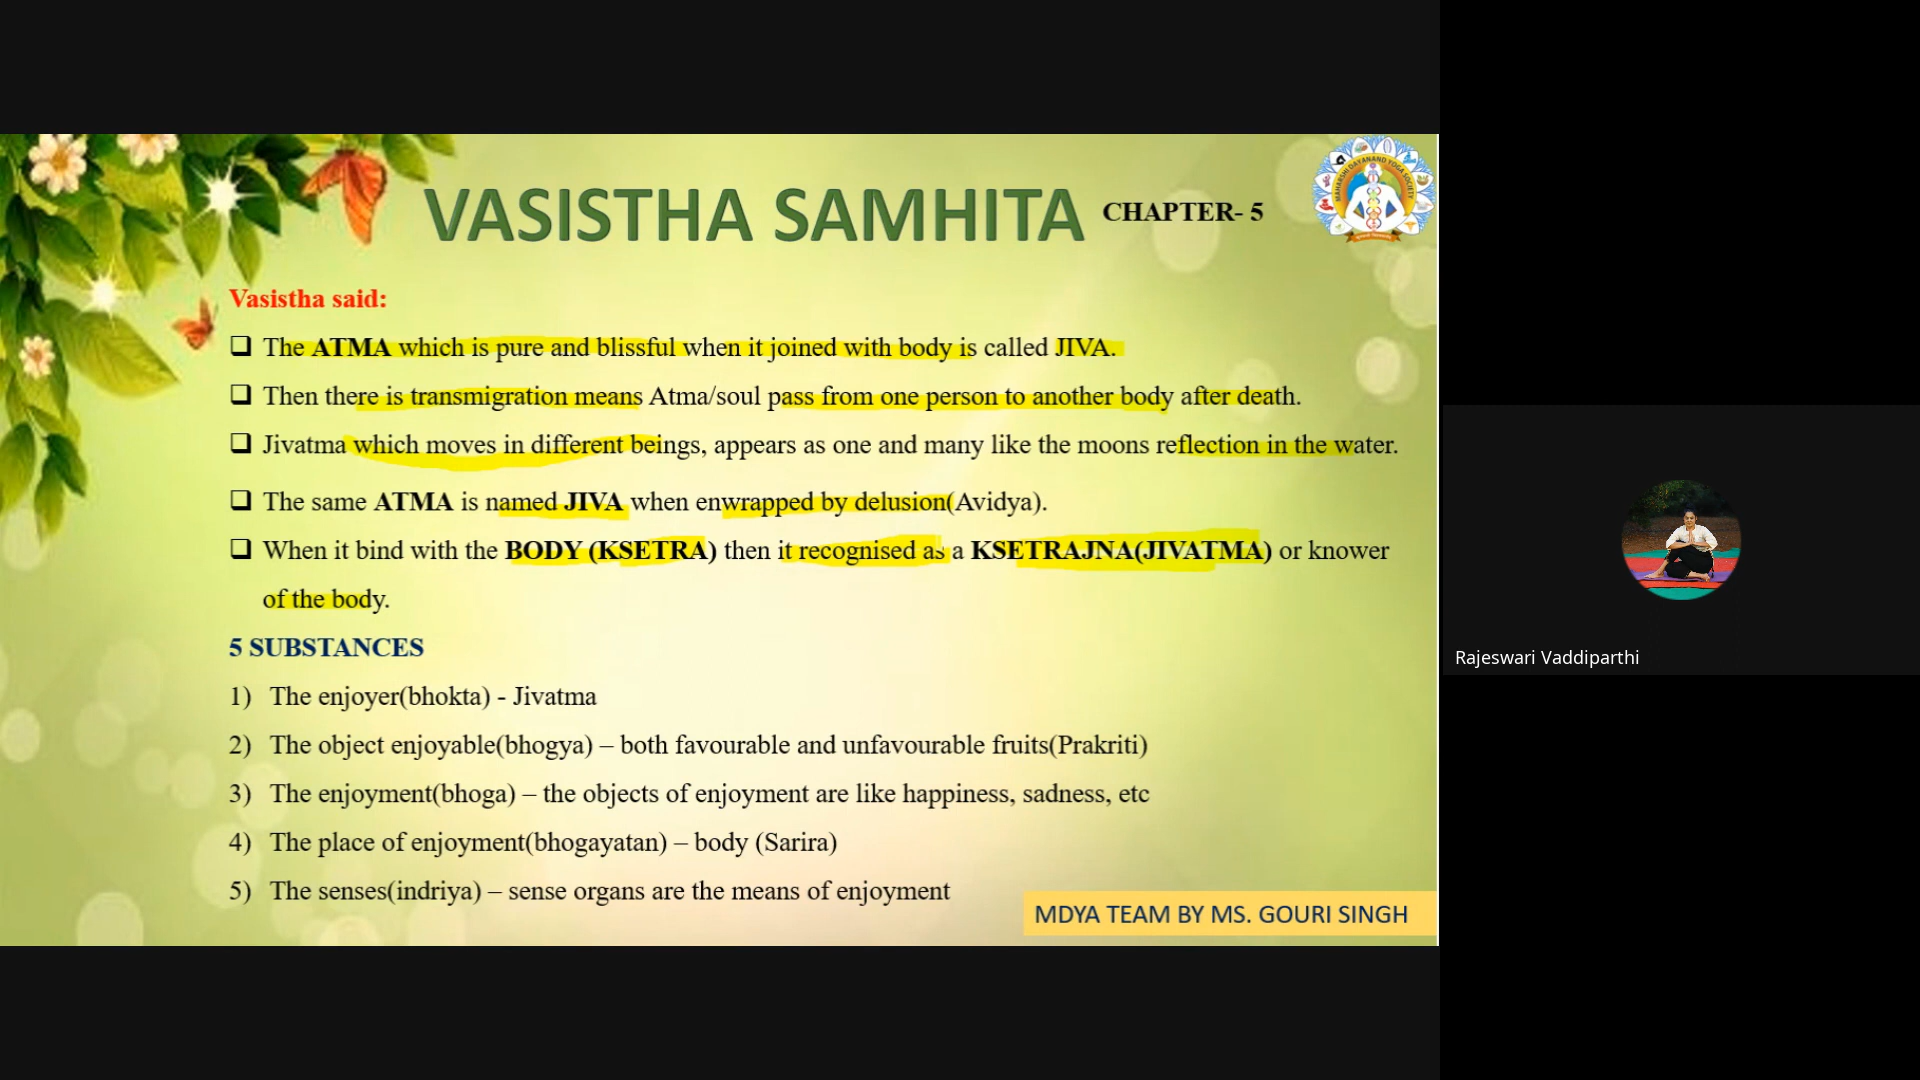 VASISTHA SAMHITA CHAPTER- 5
MAHARSHI DAYANAND YOGA SOCIETY
Vasistha said:
❑ The ATMA which is pure and blissful when it joined with body is called JIVA.
❑ Then there is transmigration means Atma/soul pass from one person to another body after death.
❑ Jivatma which moves in different beings, appears as one and many like the moons reflection in the water.
❑ The same ATMA is named JIVA when enwrapped by delusion(Avidya).
❑ When it bind with the BODY (KSETRA) then it recognised as a KSETRAJNA(JIVATMA) or knower
of the body.
5 SUBSTANCES
1) The enjoyer(bhokta) - Jivatma
2) The object enjoyable(bhogya) – both favourable and unfavourable fruits(Prakriti)
3) The enjoyment(bhoga) – the objects of enjoyment are like happiness, sadness, etc
4) The place of enjoyment(bhogayatan) – body (Sarira)
5) The senses(indriya) – sense organs are the means of enjoyment
MDYA TEAM BY MS. GOURI SINGH
Rajeswari Vaddiparthi